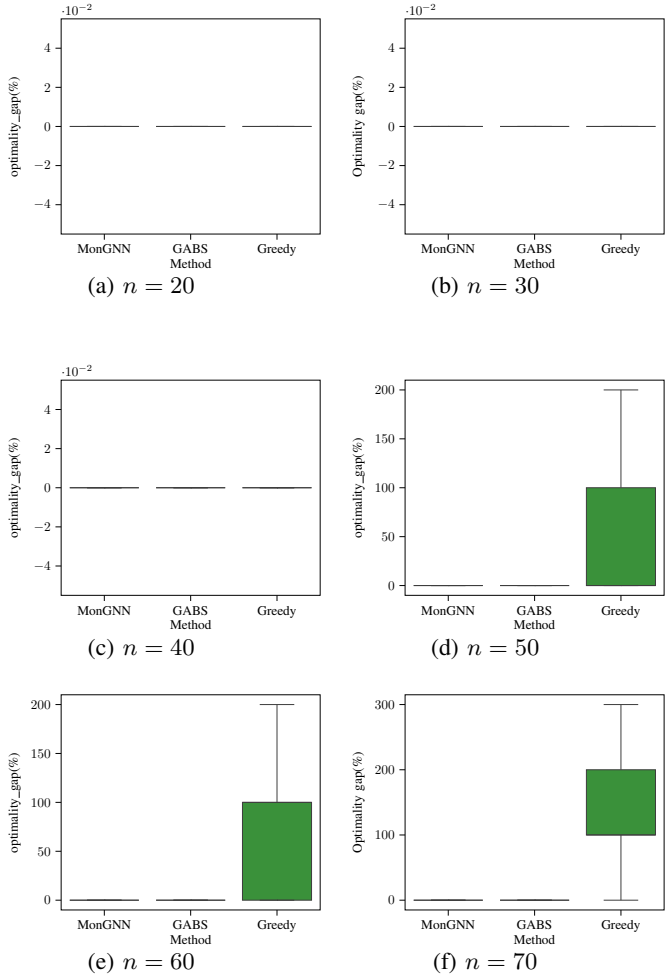 ·10−2
4
2
0
−2
−4
optimality_gap(%)
MonGNN GABS Greedy
Method
(a) n = 20
·10−2
4
2
0
−2
−4
Optimality gap(%)
MonGNN GABS Greedy
Method
(b) n = 30
·10−2
4
2
0
−2
−4
optimality_gap(%)
MonGNN GABS Greedy
Method
(c) n = 40
200
150
100
50
0
optimality_gap(%)
MonGNN GABS Greedy
Method
(d) n = 50
200
150
100
50
0
optimality_gap(%)
MonGNN GABS Greedy
Method
(e) n = 60
300
200
100
0
Optimality gap(%)
MonGNN GABS Greedy
Method
(f) n = 70